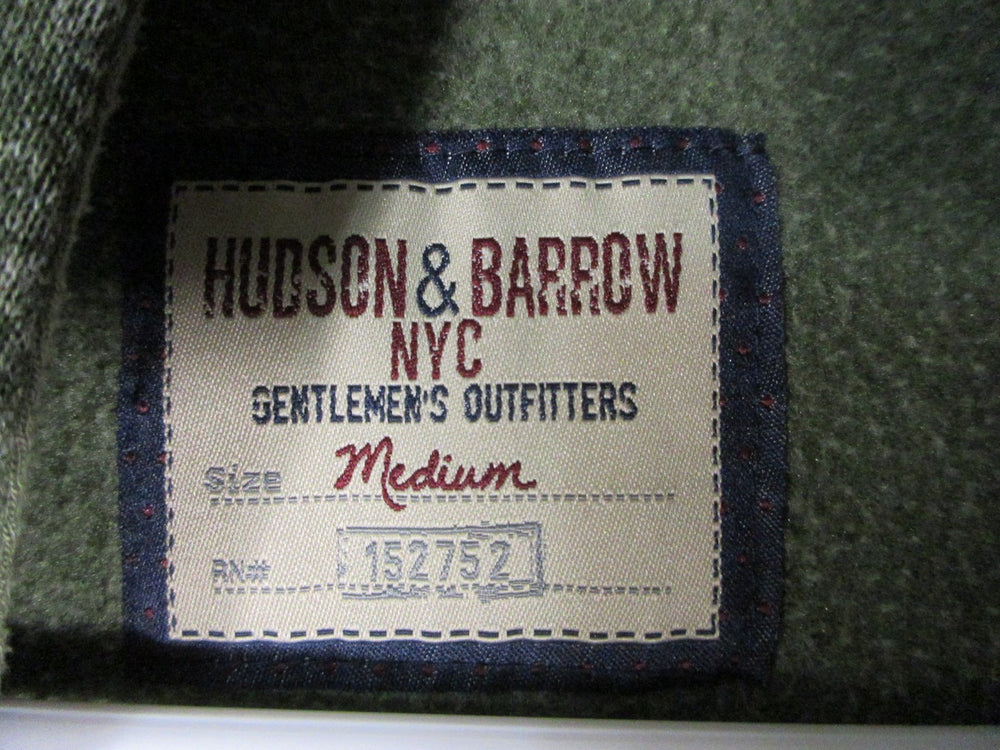 HUDSON & BARROW
NYC
GENTLEMEN'S OUTFITTERS
Size Medium
RN# 152752